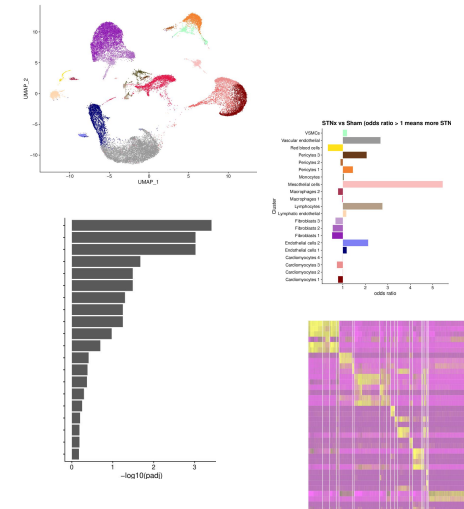 10
5
0
−5
−10
UMAP_2
−10
−5
0
5
10
UMAP_1
STNx vs Sham (odds ratio > 1 means more STN
VSMCs
Vascular endothelial
Red blood cells
Pericytes 3
Pericytes 2
Pericytes 1
Monocytes
Mesothelial cells
Macrophages 2
Macrophages 1
Lymphocytes
Lymphatic endothelial
Fibroblasts 3
Fibroblasts 2
Fibroblasts 1
Endothelial cells 2
Endothelial cells 1
Cardiomyocytes 4
Cardiomyocytes 3
Cardiomyocytes 2
Cardiomyocytes 1
Cluster
1 2 3 4 5 6
odds ratio
0 1 2 3
−log10(padj)